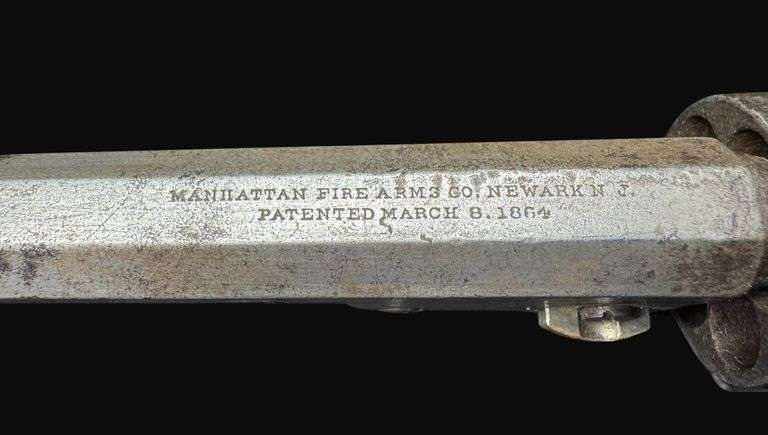 MANHATTAN FIRE ARMS CO. NEWARK N J.
PATENTED MARCH 8. 1864